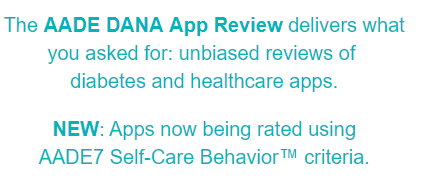 The AADE DANA App Review delivers what
you asked for: unbiased reviews of
diabetes and healthcare apps.
NEW: Apps now being rated using
AADE7 Self-Care Behavior™ criteria.